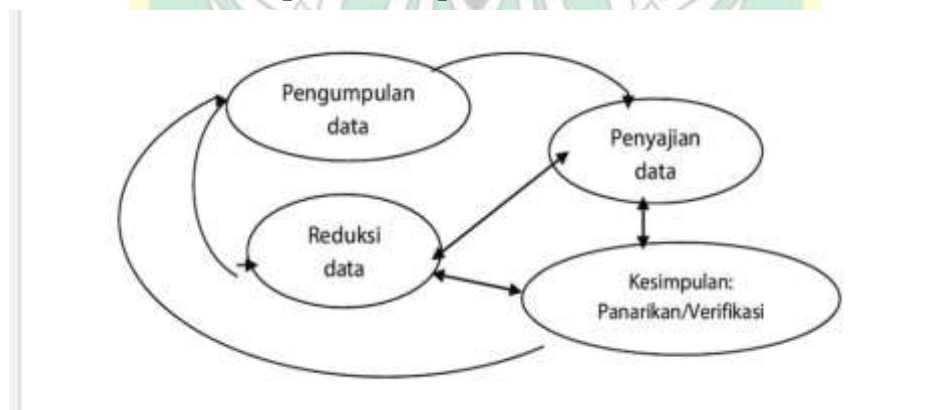 Pengumpulan
data
Penyajian
data
Reduksi
data
Kesimpulan:
Panarikan/Verifikasi